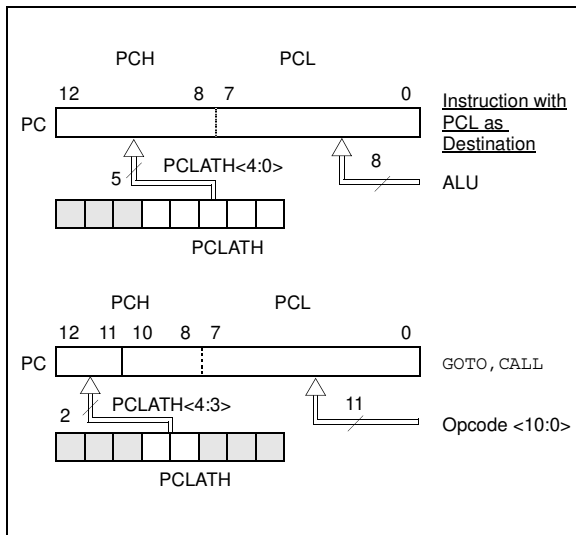 PCH PCL
12 8 7 0
PC
Instruction with
PCL as
Destination
5 PCLATH<4:0>
8
ALU
PCLATH
PCH PCL
12 11 10 8 7 0
PC
GOTO, CALL
2 PCLATH<4:3>
11
Opcode <10:0>
PCLATH